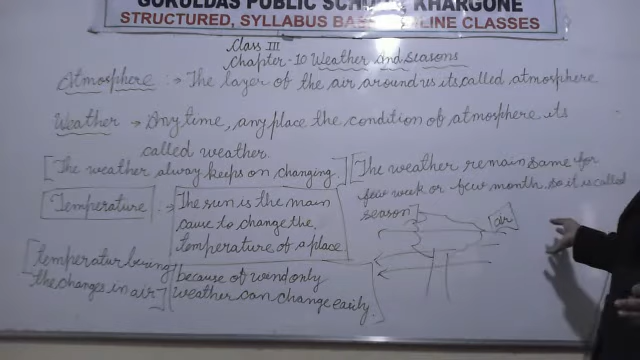 GOKULDAS PUBLIC SCHOOL, KHARGONE
STRUCTURED, SYLLABUS BASED ONLINE CLASSES
Class III
Chapter-10 Weather and seasons
Atmosphere :→ The layer of the air around us its called atmosphere
Weather → Any time, any place the condition of atmosphere its
called weather.
[The weather alway keeps on changing.]
[The weather remain same for
few week or few month, so it is called
season]
Temperature :→
The sun is the main
cause to change the
temperature of a place
air
[temperatur bering
the changes in air]
[because of wind only
weather can change easily.]